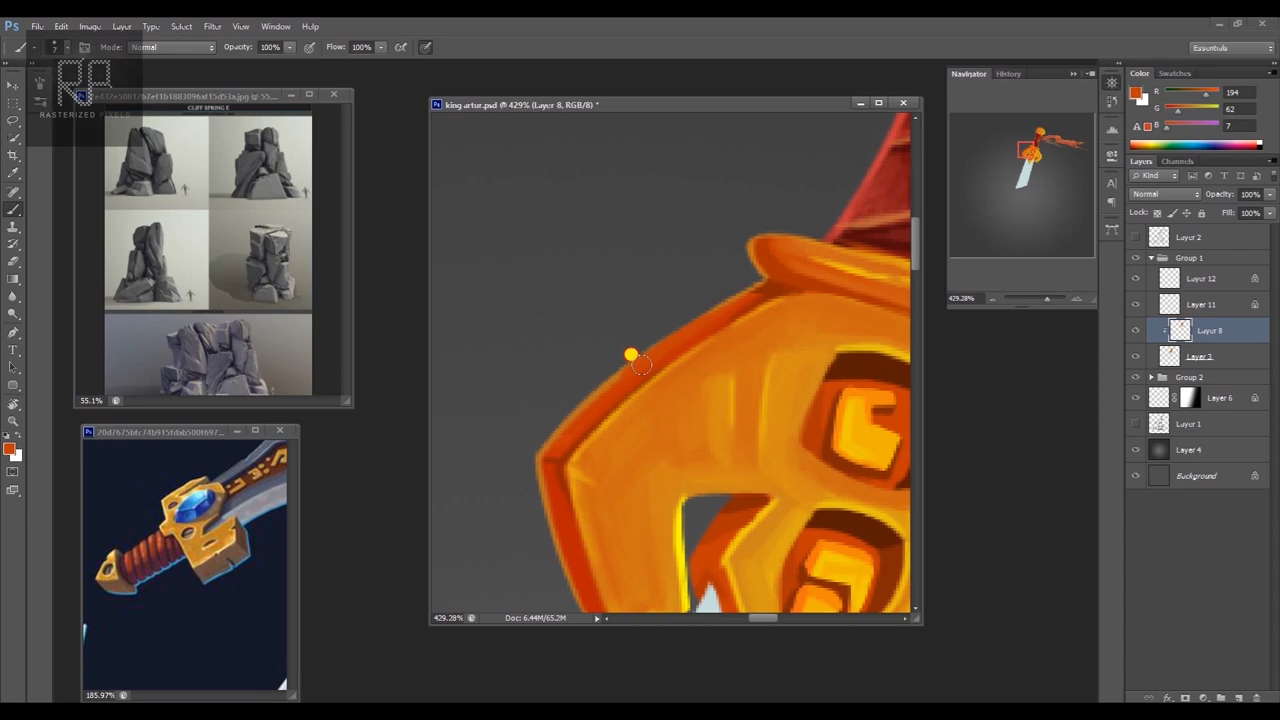 Ps File Edit Image Layer Type Select Filter View Window Help
7 Mode: Normal Opacity: 100% Flow: 100% Essentials
RASTERIZED PIXELS
CLIFF SPRING E
55.1%
185.97%
king artur.psd @ 429% (Layer 8, RGB/8) *
429.28% Doc: 6.44M/65.2M
Navigator History
429.28%
Color Swatches
R 194
G 62
B 7
Layers Channels
Kind
Normal Opacity: 100%
Lock: Fill: 100%
Layer 2
Group 1
Layer 12
Layer 11
Layer 8
Layer 3
Group 2
Layer 6
Layer 1
Layer 4
Background